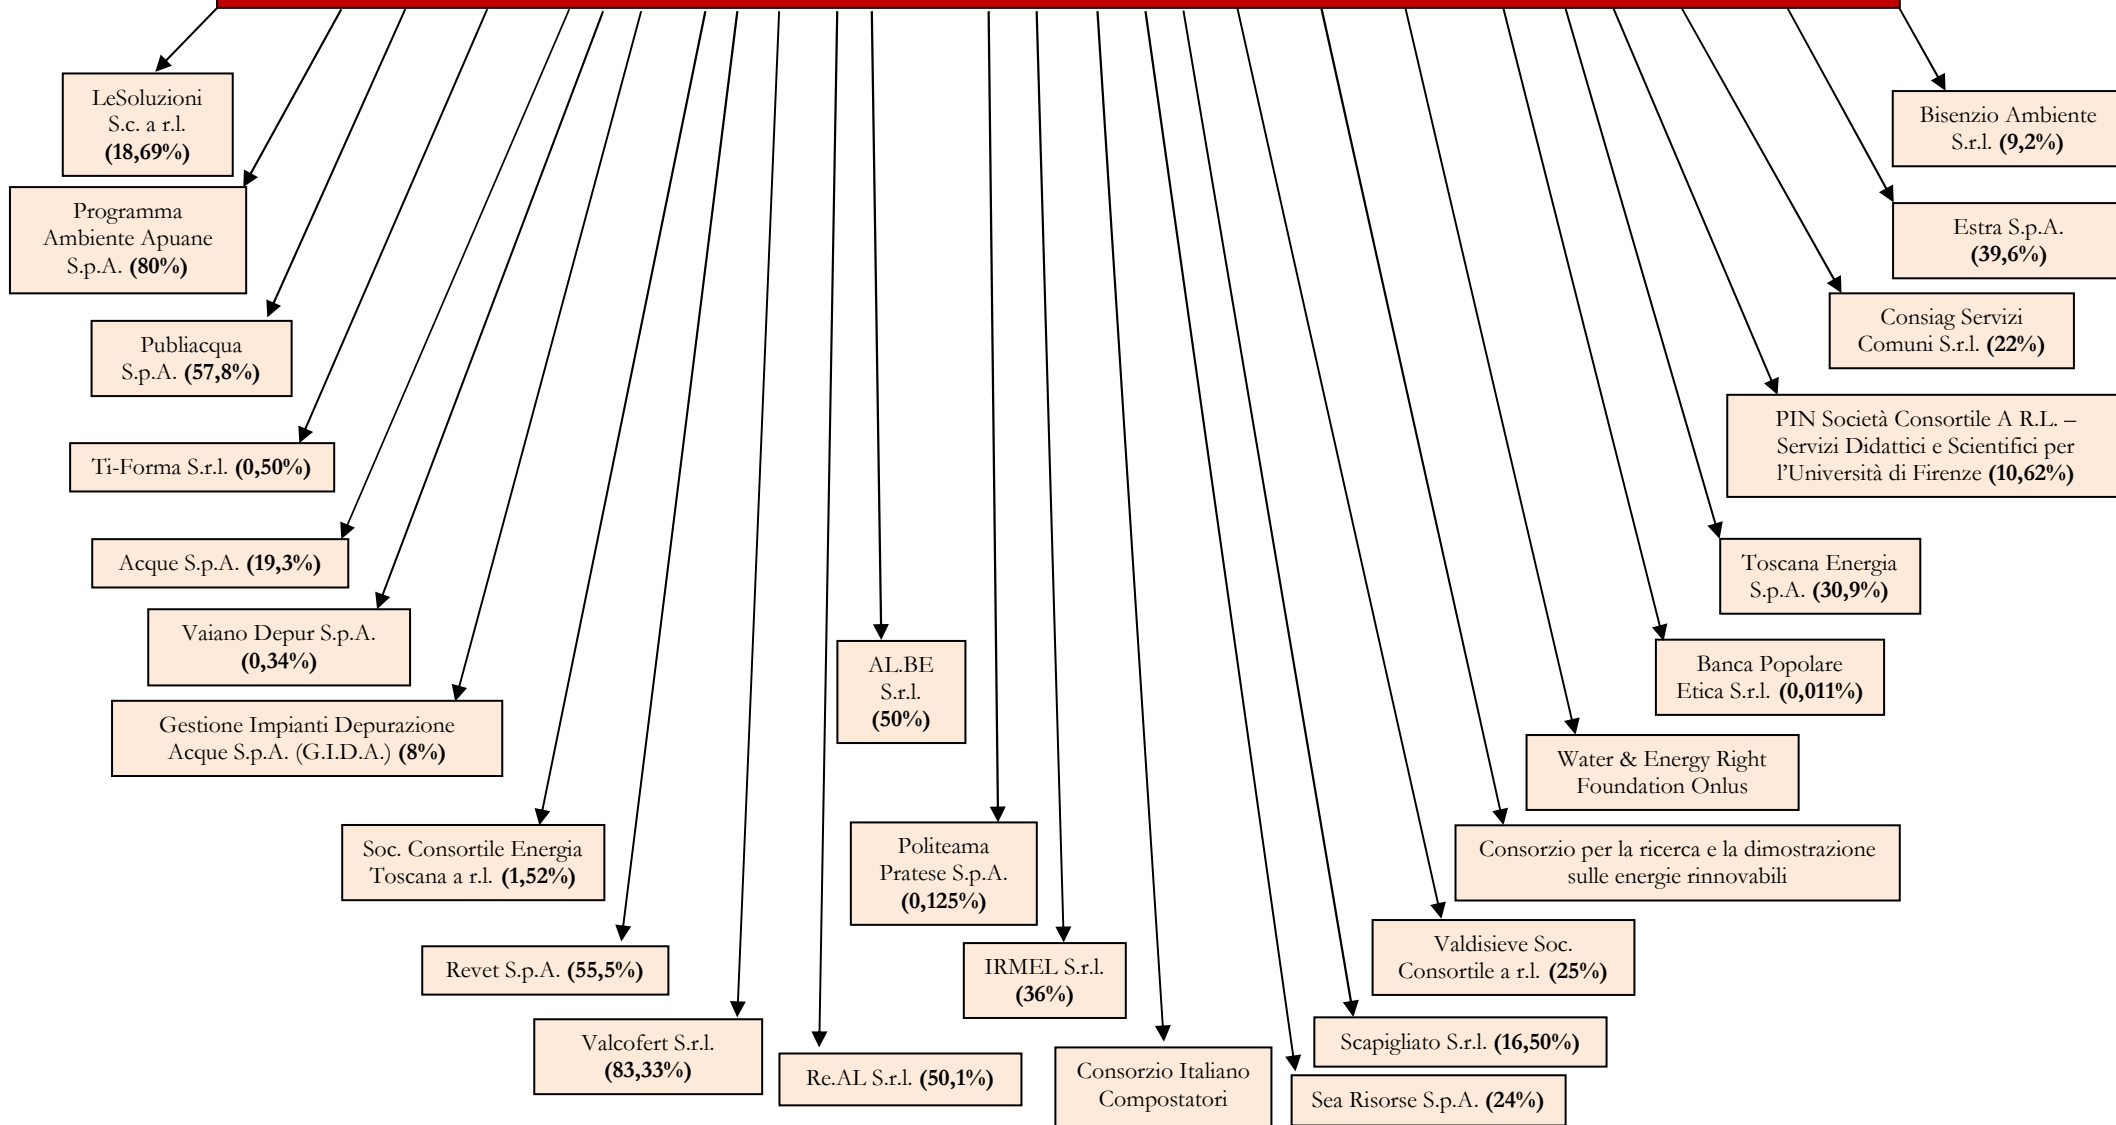 LeSoluzioni
S.c. a r.l.
(18,69%)
Programma
Ambiente Apuane
S.p.A. (80%)
Publiacqua
S.p.A. (57,8%)
Ti-Forma S.r.l. (0,50%)
Acque S.p.A. (19,3%)
Vaiano Depur S.p.A.
(0,34%)
Gestione Impianti Depurazione
Acque S.p.A. (G.I.D.A.) (8%)
Soc. Consortile Energia
Toscana a r.l. (1,52%)
Revet S.p.A. (55,5%)
Valcofert S.r.l.
(83,33%)
Re.AL S.r.l. (50,1%)
AL.BE
S.r.l.
(50%)
Politeama
Pratese S.p.A.
(0,125%)
IRMEL S.r.l.
(36%)
Consorzio Italiano
Compostatori
Sea Risorse S.p.A. (24%)
Scapigliato S.r.l. (16,50%)
Valdisieve Soc.
Consortile a r.l. (25%)
Consorzio per la ricerca e la dimostrazione
sulle energie rinnovabili
Water & Energy Right
Foundation Onlus
Banca Popolare
Etica S.r.l. (0,011%)
Toscana Energia
S.p.A. (30,9%)
PIN Società Consortile A R.L. –
Servizi Didattici e Scientifici per
l'Università di Firenze (10,62%)
Consiag Servizi
Comuni S.r.l. (22%)
Estra S.p.A.
(39,6%)
Bisenzio Ambiente
S.r.l. (9,2%)